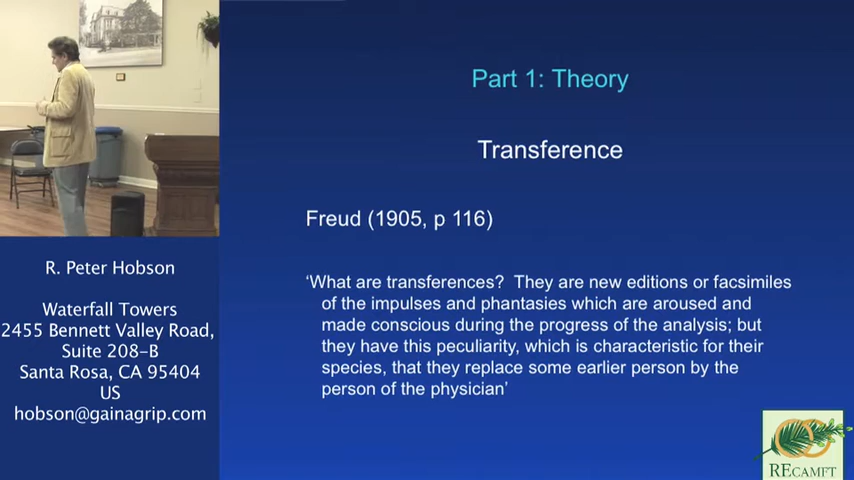 Part 1: Theory
Transference
Freud (1905, p 116)
‘What are transferences?  They are new editions or facsimiles
of the impulses and phantasies which are aroused and
made conscious during the progress of the analysis; but
they have this peculiarity, which is characteristic for their
species, that they replace some earlier person by the
person of the physician’
R. Peter Hobson
Waterfall Towers
2455 Bennett Valley Road,
Suite 208-B
Santa Rosa, CA 95404
US
hobson@gainagrip.com
RECAMFT